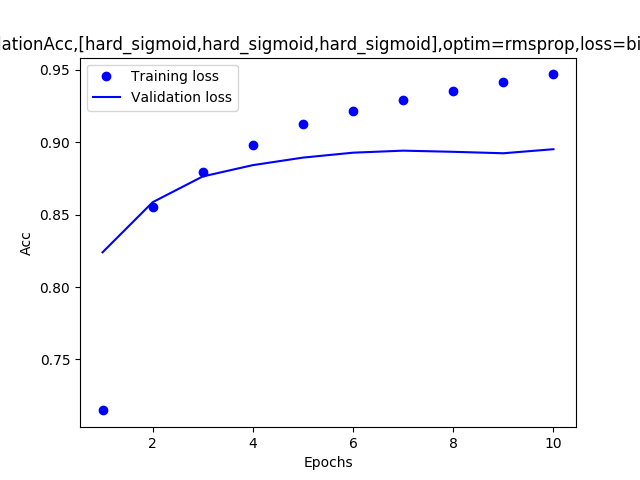 lationAcc,[hard_sigmoid,hard_sigmoid,hard_sigmoid],optim=rmsprop,loss=bi
Training loss
Validation loss
0.95
0.90
0.85
0.80
0.75
Acc
2
4
6
8
10
Epochs